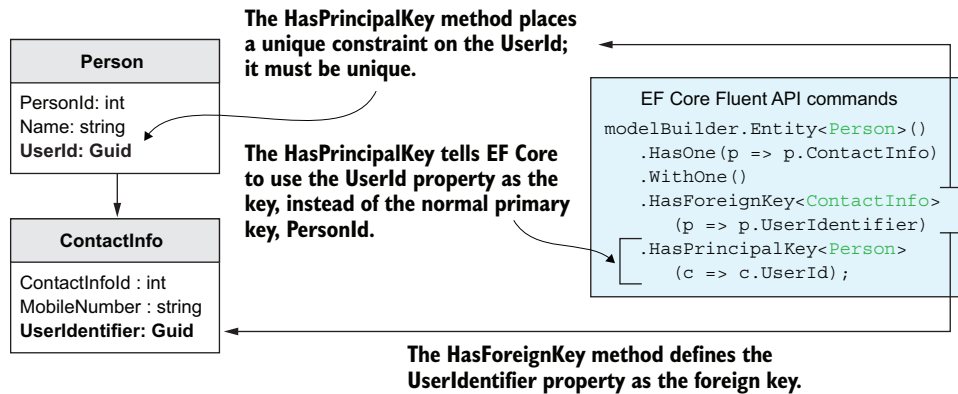 The HasPrincipalKey method places
a unique constraint on the UserId;
it must be unique.
Person
PersonId: int
Name: string
UserId: Guid
The HasPrincipalKey tells EF Core
to use the UserId property as the
key, instead of the normal primary
key, PersonId.
EF Core Fluent API commands
modelBuilder.Entity<Person>()
.HasOne(p => p.ContactInfo)
.WithOne()
.HasForeignKey<ContactInfo>
(p => p.UserIdentifier)
.HasPrincipalKey<Person>
(c => c.UserId);
ContactInfo
ContactInfoId : int
MobileNumber : string
UserIdentifier: Guid
The HasForeignKey method defines the
UserIdentifier property as the foreign key.